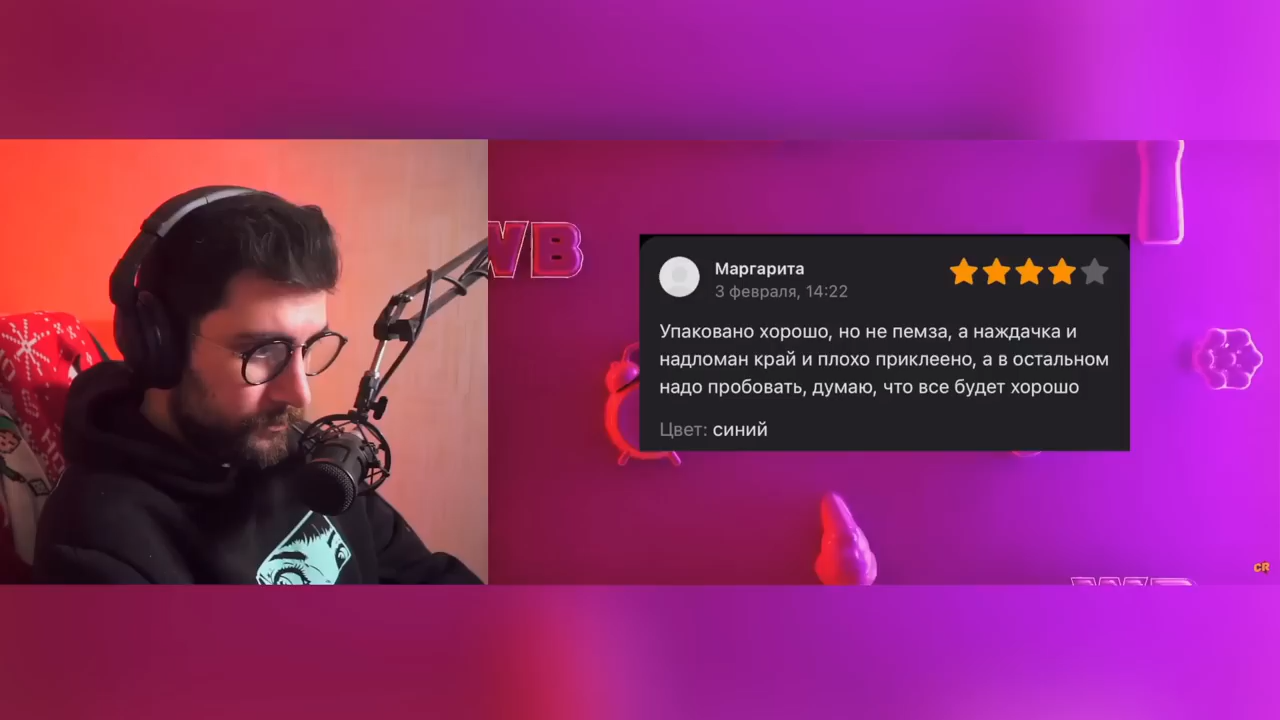 WB
Маргарита
3 февраля, 14:22
Упаковано хорошо, но не пемза, а наждачка и
надломан край и плохо приклеено, а в остальном
надо пробовать, думаю, что все будет хорошо
Цвет: синий
CR